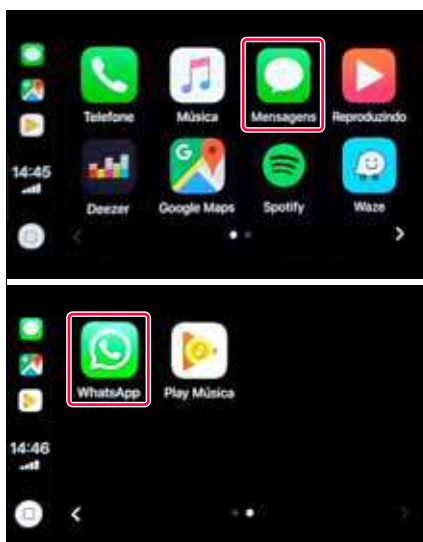 Telefone Música Mensagens Reproduzindo
14:45
Deezer Google Maps Spotify Waze
WhatsApp Play Música
14:46